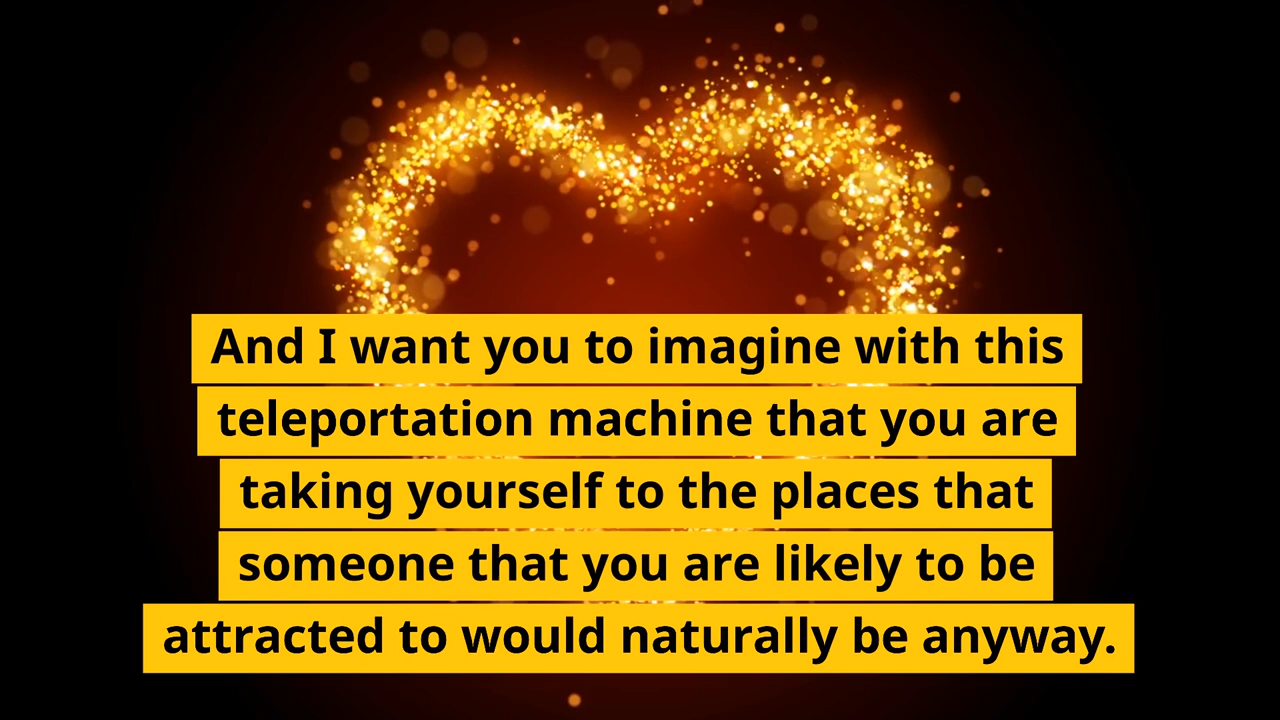 And I want you to imagine with this
teleportation machine that you are
taking yourself to the places that
someone that you are likely to be
attracted to would naturally be anyway.